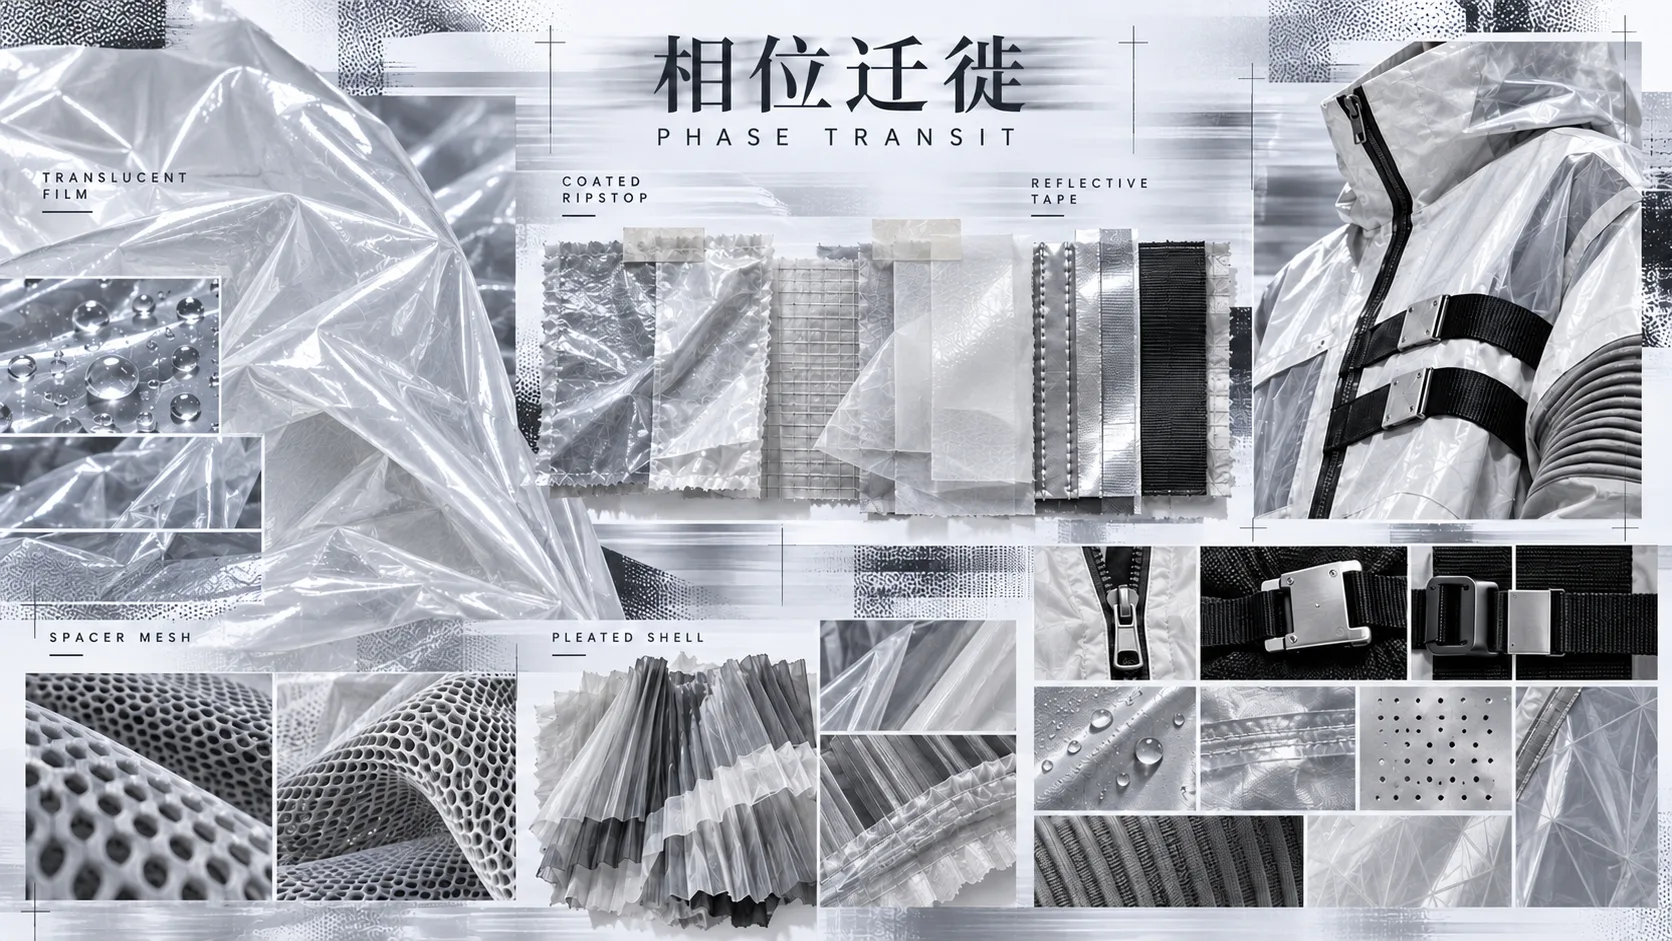 相位迁徙
PHASE TRANSIT
TRANSLUCENT
FILM
COATED
RIPSTOP
REFLECTIVE
TAPE
SPACER MESH
PLEATED SHELL